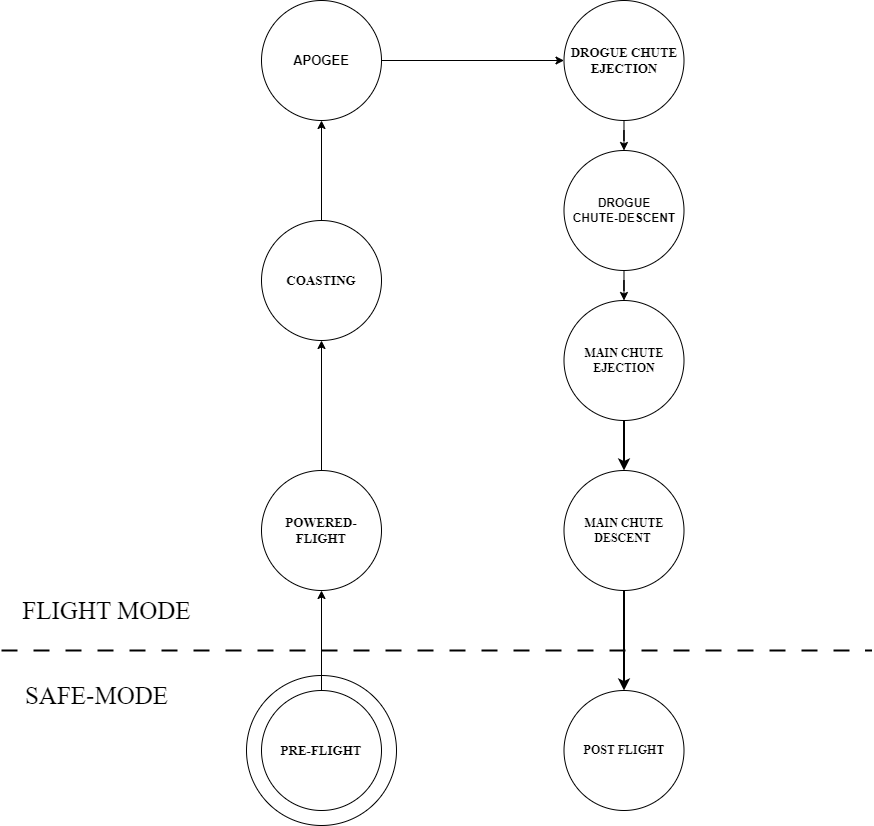 APOGEE
DROGUE CHUTE
EJECTION
DROGUE
CHUTE-DESCENT
COASTING
MAIN CHUTE
EJECTION
POWERED-
FLIGHT
MAIN CHUTE
DESCENT
FLIGHT MODE
SAFE-MODE
PRE-FLIGHT
POST FLIGHT